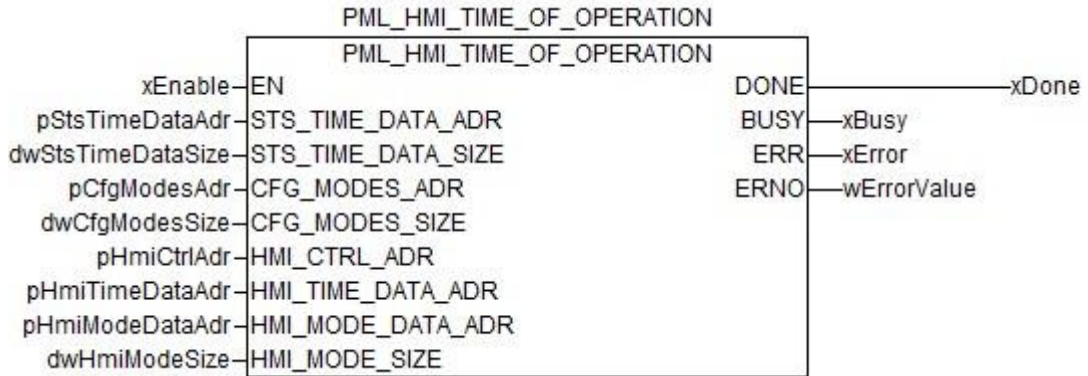 PML_HMI_TIME_OF_OPERATION
PML_HMI_TIME_OF_OPERATION
xEnable EN DONE xDone
pStsTimeDataAdr STS_TIME_DATA_ADR BUSY xBusy
dwStsTimeDataSize STS_TIME_DATA_SIZE ERR xError
pCfgModesAdr CFG_MODES_ADR ERNO wErrorValue
dwCfgModesSize CFG_MODES_SIZE
pHmiCtrlAdr HMI_CTRL_ADR
pHmiTimeDataAdr HMI_TIME_DATA_ADR
pHmiModeDataAdr HMI_MODE_DATA_ADR
dwHmiModeSize HMI_MODE_SIZE